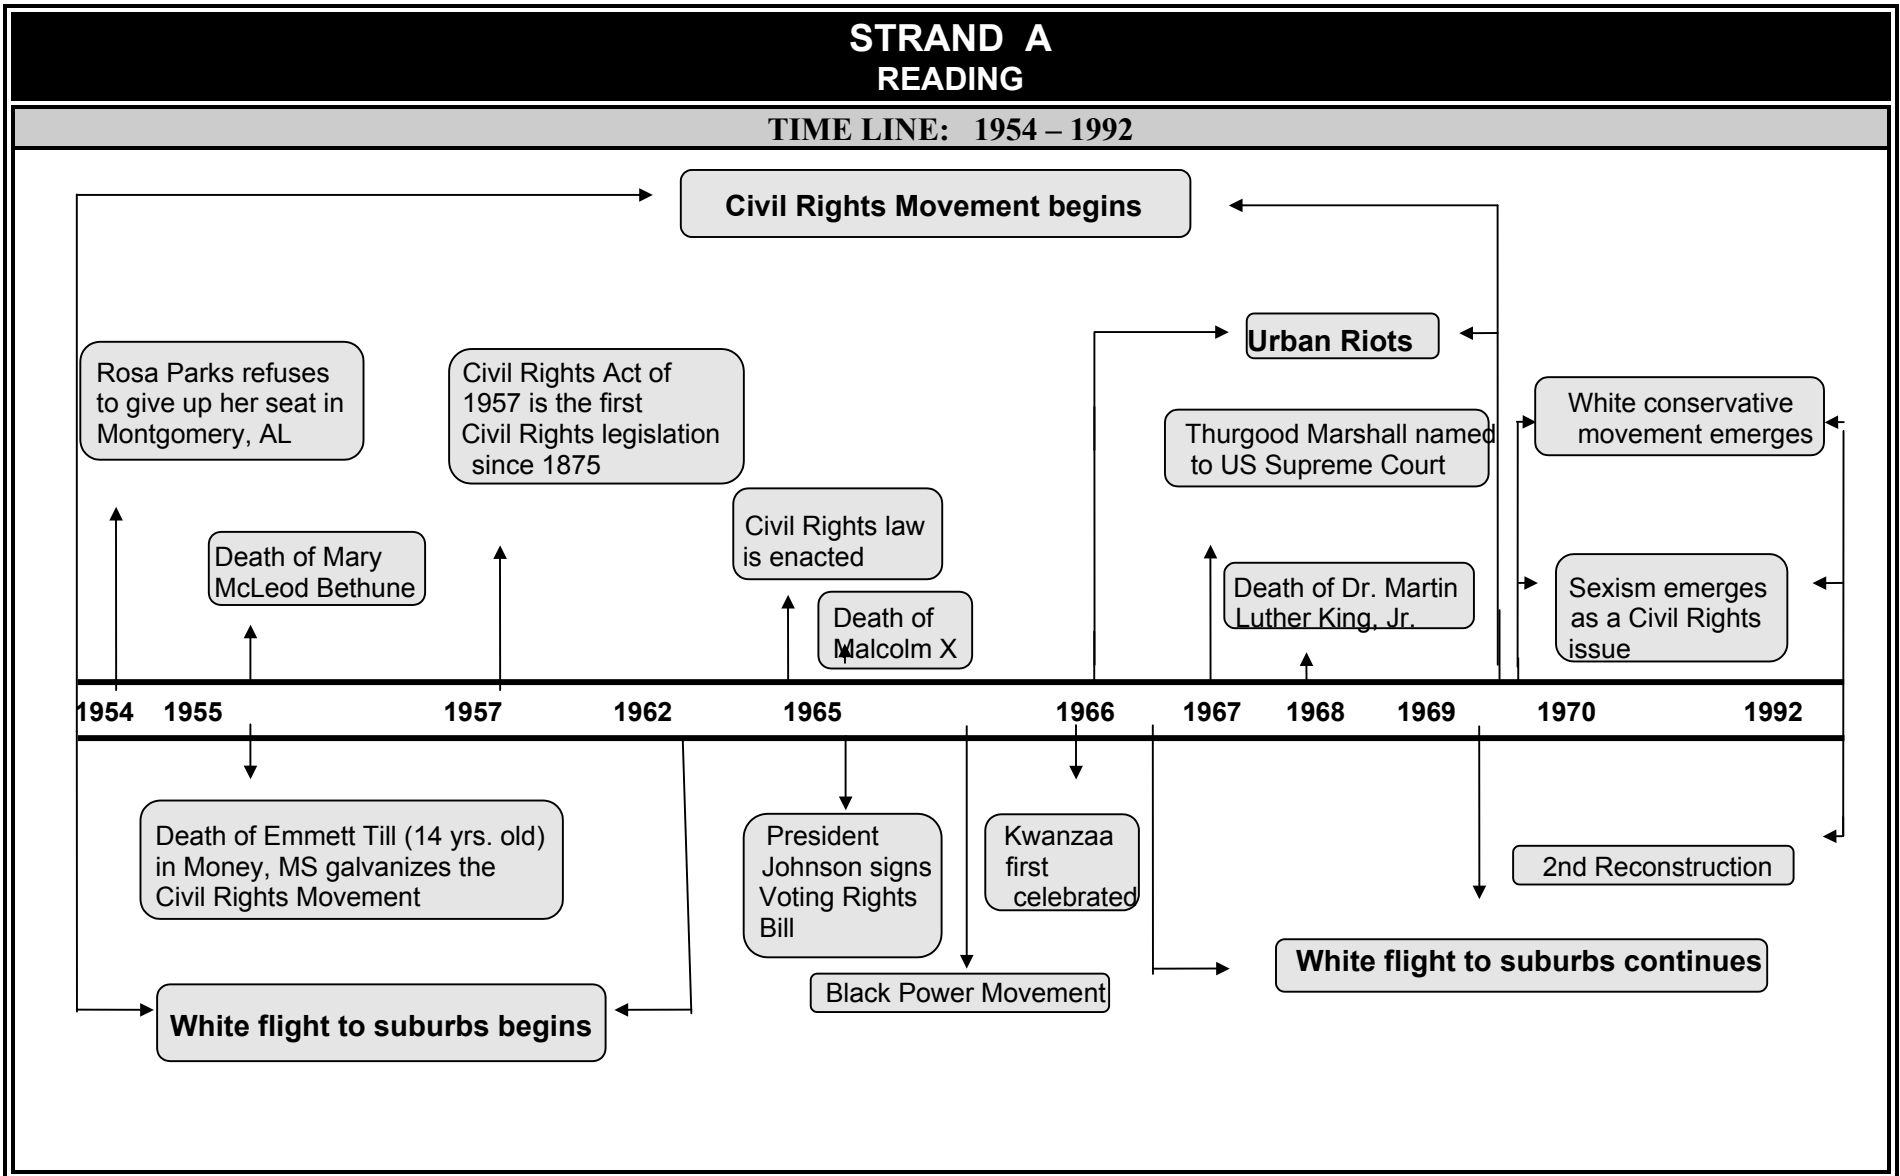 STRAND A
READING
TIME LINE: 1954 – 1992
Civil Rights Movement begins
Urban Riots
Rosa Parks refuses
to give up her seat in
Montgomery, AL
Civil Rights Act of
1957 is the first
Civil Rights legislation
since 1875
White conservative
movement emerges
Thurgood Marshall named
to US Supreme Court
Civil Rights law
is enacted
Death of Mary
McLeod Bethune
Death of Dr. Martin
Luther King, Jr.
Sexism emerges
as a Civil Rights
issue
Death of
Malcolm X
1954 1955 1957 1962 1965 1966 1967 1968 1969 1970 1992
Death of Emmett Till (14 yrs. old)
in Money, MS galvanizes the
Civil Rights Movement
President
Johnson signs
Voting Rights
Bill
Kwanzaa
first
celebrated
2nd Reconstruction
White flight to suburbs continues
Black Power Movement
White flight to suburbs begins